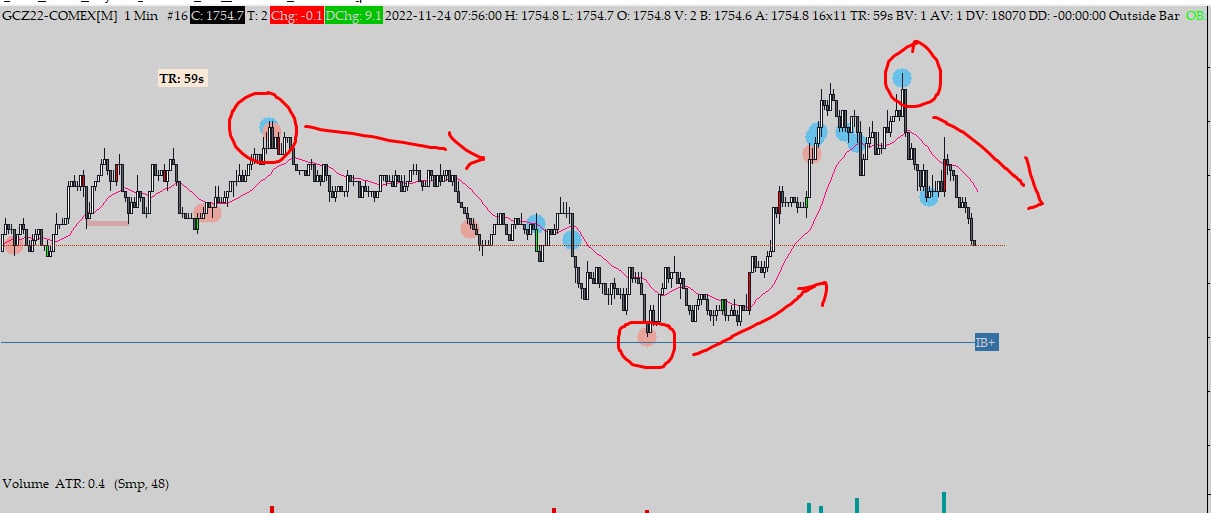 GCZ22-COMEX[M] 1 Min #16 C: 1754.7 T: 2 Chg: -0.1 DChg: 9.1 2022-11-24 07:56:00 H: 1754.8 L: 1754.7 O: 1754.8 V: 2 B: 1754.6 A: 1754.8 16x11 TR: 59s BV: 1 AV: 1 DV: 18070 DD: -00:00:00 Outside Bar OB
TR: 59s
IB+
Volume ATR: 0.4 (Smp, 48)